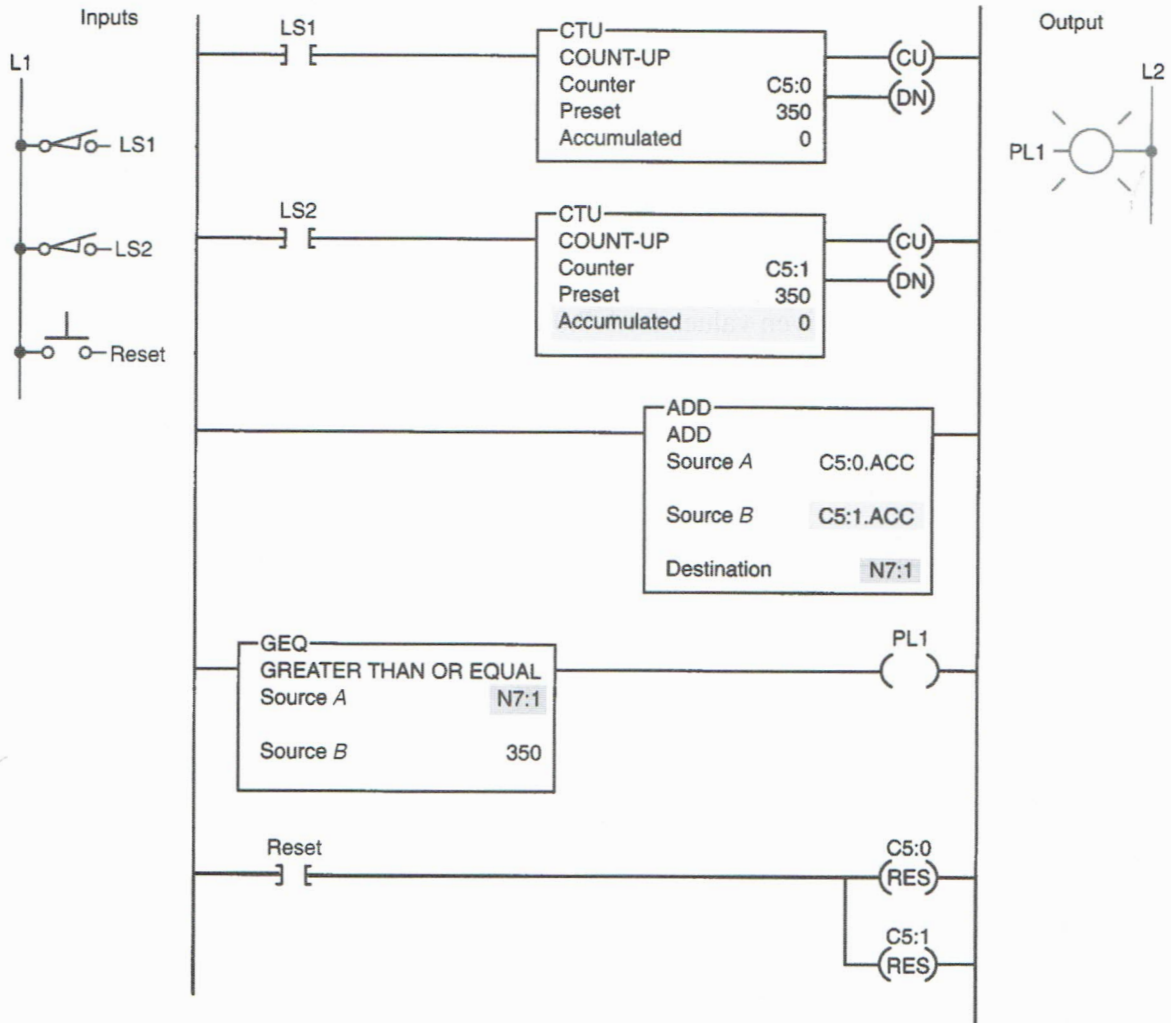 Inputs
Output
L1
L2
LS1
LS2
Reset
PL1
LS1
CTU
COUNT-UP
Counter C5:0
Preset 350
Accumulated 0
CU
DN
LS2
CTU
COUNT-UP
Counter C5:1
Preset 350
Accumulated 0
CU
DN
ADD
ADD
Source A C5:0.ACC
Source B C5:1.ACC
Destination N7:1
GEQ
GREATER THAN OR EQUAL
Source A N7:1
Source B 350
PL1
Reset
C5:0
RES
C5:1
RES